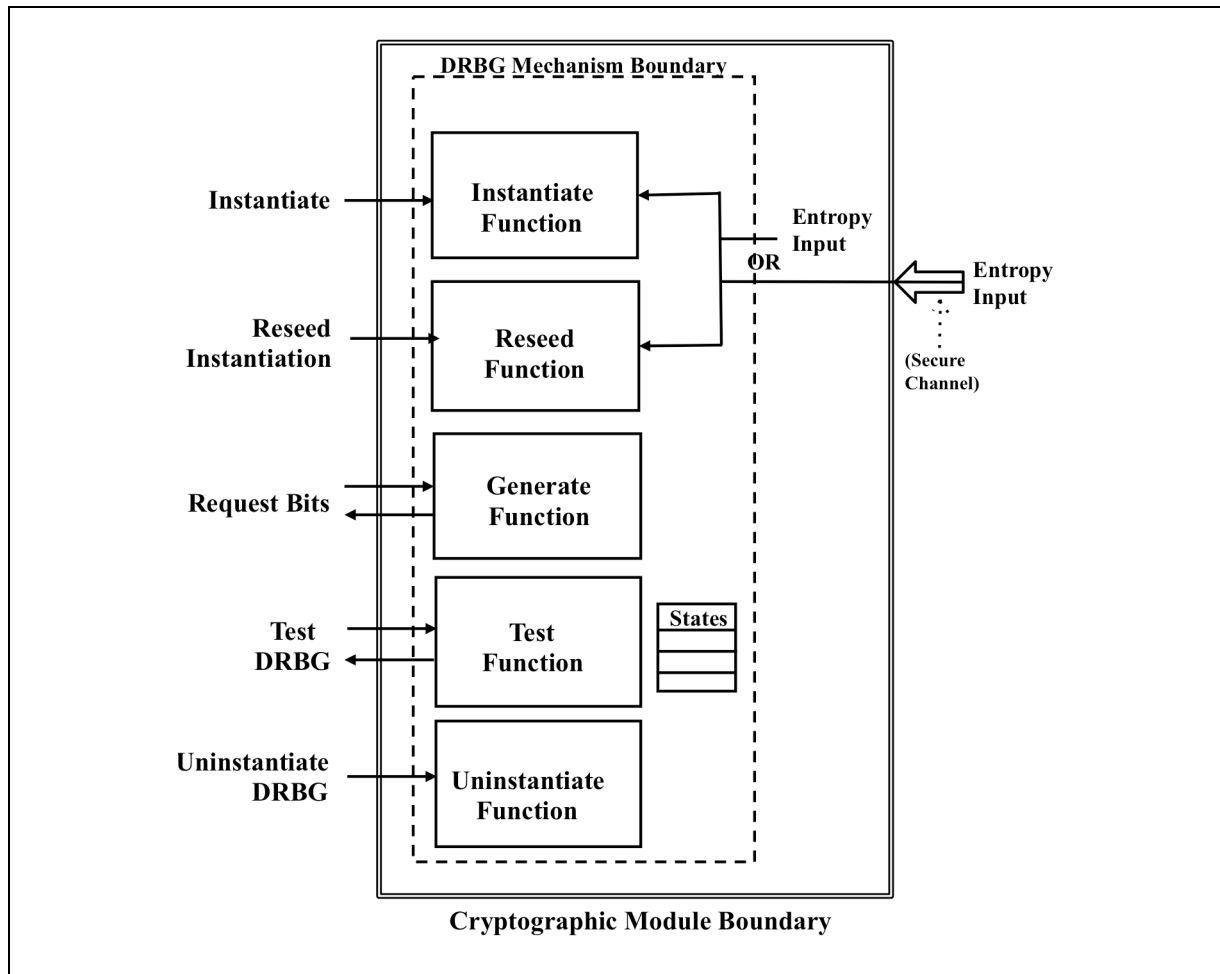 DRBG Mechanism Boundary
Instantiate
Instantiate
Function
Entropy
Input
OR
Entropy
Input
(Secure
Channel)
Reseed
Instantiation
Reseed
Function
Request Bits
Generate
Function
Test
DRBG
Test
Function
States
Uninstantiate
DRBG
Uninstantiate
Function
Cryptographic Module Boundary